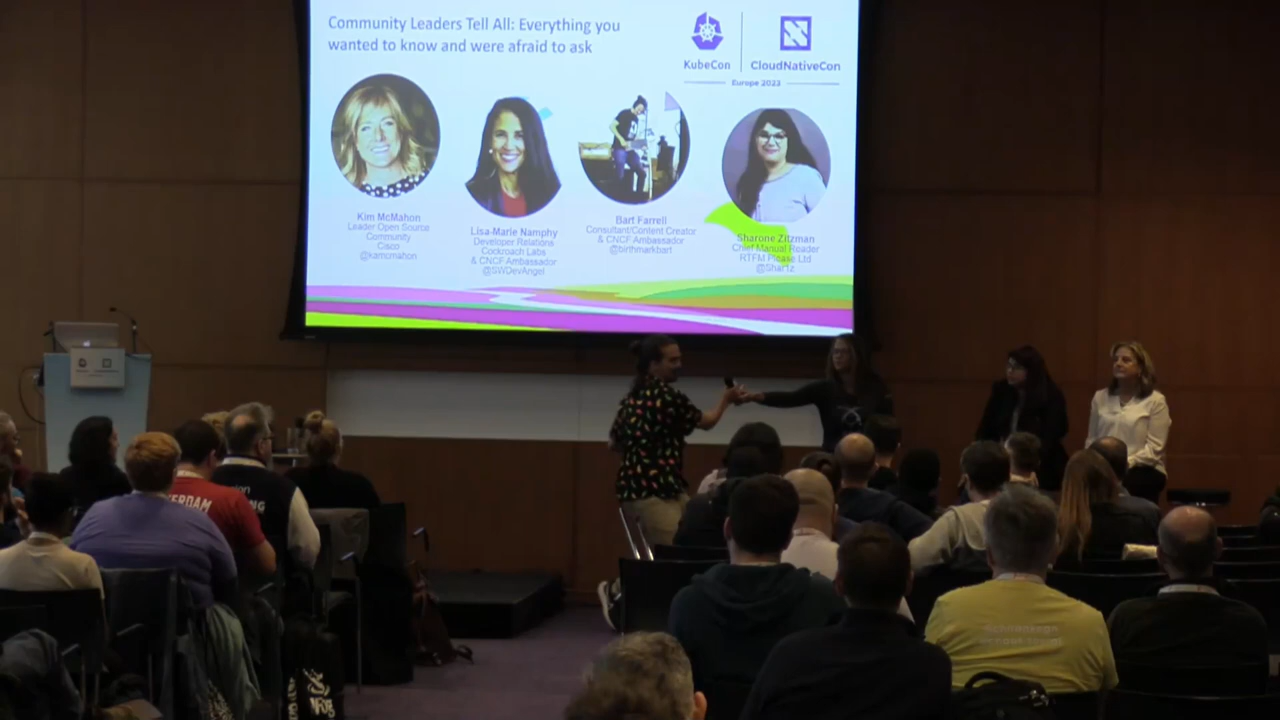 Community Leaders Tell All: Everything you
wanted to know and were afraid to ask
KubeCon
CloudNativeCon
Europe 2023
Kim McMahon
Leader Open Source
Community
Cisco
@kamcmahon
Lisa-Marie Namphy
Developer Relations
Cockroach Labs
& CNCF Ambassador
@SWDevAngel
Bart Farrell
Consultant/Content Creator
& CNCF Ambassador
@birthmarkbart
Sharone Zitzman
Chief Manual Reader
RTFM Please Ltd
@Shar1z